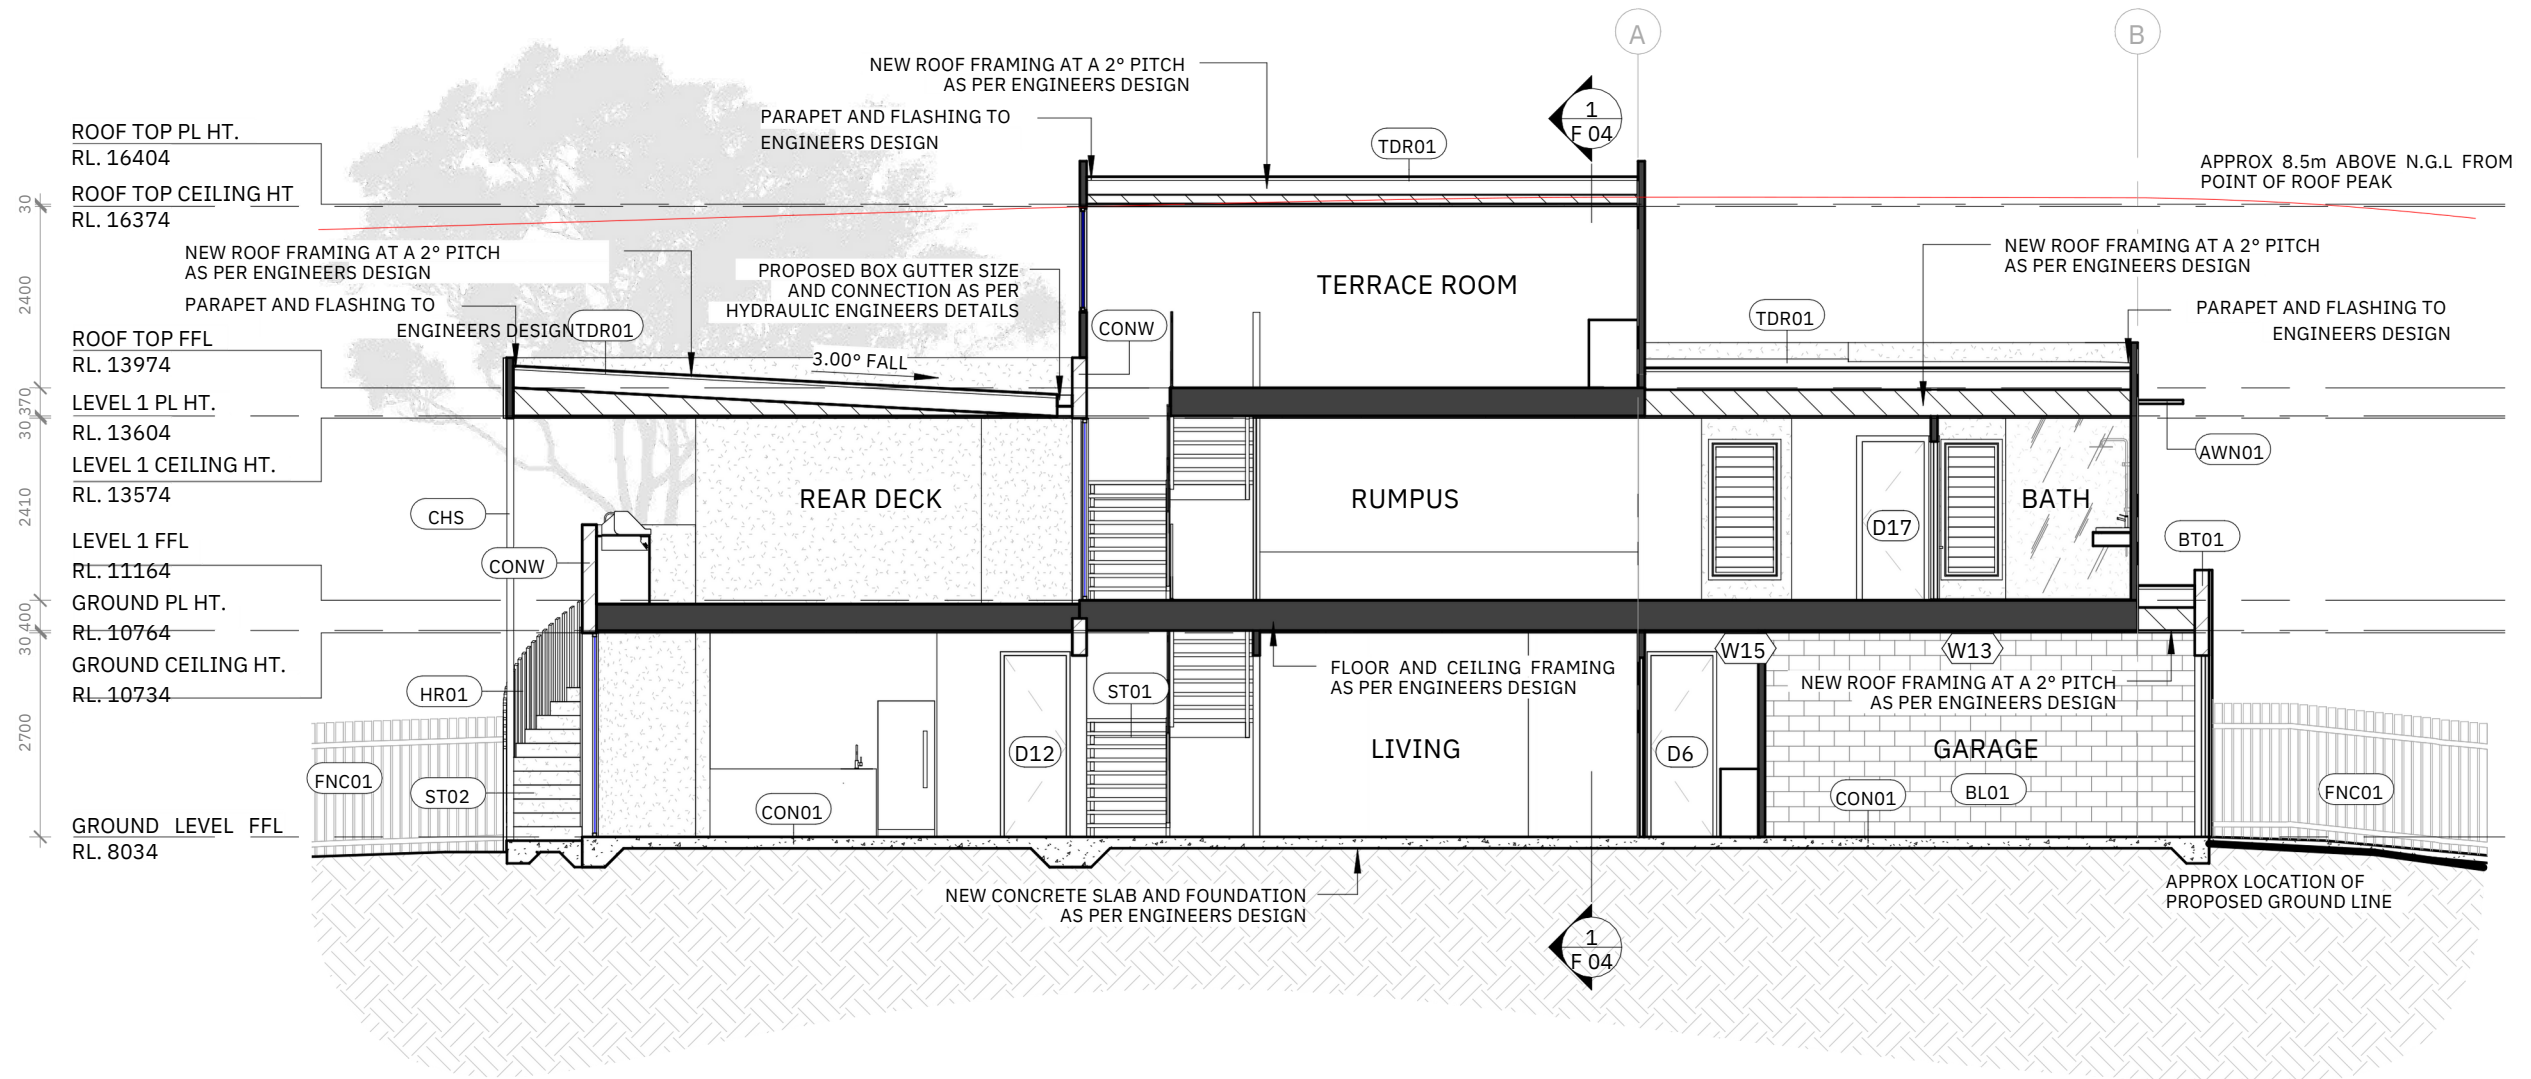 A
B
NEW ROOF FRAMING AT A 2° PITCH
AS PER ENGINEERS DESIGN
PARAPET AND FLASHING TO
ENGINEERS DESIGN
1
F 04
TDR01
ROOF TOP PL HT.
RL. 16404
ROOF TOP CEILING HT
RL. 16374
APPROX 8.5m ABOVE N.G.L FROM
POINT OF ROOF PEAK
NEW ROOF FRAMING AT A 2° PITCH
AS PER ENGINEERS DESIGN
PARAPET AND FLASHING TO
ENGINEERS DESIGN
TDR01
PROPOSED BOX GUTTER SIZE
AND CONNECTION AS PER
HYDRAULIC ENGINEERS DETAILS
CONW
TERRACE ROOM
NEW ROOF FRAMING AT A 2° PITCH
AS PER ENGINEERS DESIGN
TDR01
PARAPET AND FLASHING TO
ENGINEERS DESIGN
3.00° FALL
ROOF TOP FFL
RL. 13974
LEVEL 1 PL HT.
RL. 13604
LEVEL 1 CEILING HT.
RL. 13574
LEVEL 1 FFL
RL. 11164
GROUND PL HT.
RL. 10764
GROUND CEILING HT.
RL. 10734
GROUND LEVEL FFL
RL. 8034
30
2400
370
30
2410
400
30
2700
CHS
CONW
REAR DECK
RUMPUS
D17
BATH
AWN01
BT01
HR01
ST02
FNC01
CON01
D12
ST01
FLOOR AND CEILING FRAMING
AS PER ENGINEERS DESIGN
LIVING
D6
W15
W13
NEW ROOF FRAMING AT A 2° PITCH
AS PER ENGINEERS DESIGN
GARAGE
CON01
BL01
FNC01
NEW CONCRETE SLAB AND FOUNDATION
AS PER ENGINEERS DESIGN
APPROX LOCATION OF
PROPOSED GROUND LINE
1
F 04